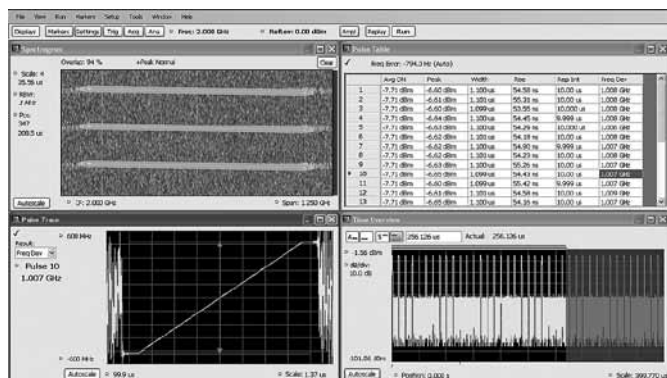 File View Run Markers Setup Tools Window Help
Display Markers Settings Trig Acq Ana Freq: 2.000 GHz RefLev: 0.00 dBm Ampl Replay Run
Spectrogram
Overlap: 94 % +Peak Normal Clear
Scale: 4
25.56 us
RBW:
Pos:
347
208.5 us
Autoscale CF: 2.000 GHz Span: 1.250 GHz
Pulse Table
Freq Error: -794.3 Hz (Auto)
Avg ON Peak Width Rise Rep Int Freq Dev
1 -7.71 dBm -6.60 dBm 1.100 us 54.58 ns 10.00 us 1.008 GHz
2 -7.71 dBm -6.61 dBm 1.101 us 55.31 ns 10.00 us 1.008 GHz
3 -7.71 dBm -6.60 dBm 1.099 us 53.55 ns 10.00 us 1.008 GHz
4 -7.71 dBm -6.64 dBm 1.100 us 54.45 ns 9.999 us 1.008 GHz
5 -7.71 dBm -6.63 dBm 1.100 us 54.29 ns 10.000 us 1.008 GHz
6 -7.71 dBm -6.62 dBm 1.100 us 54.18 ns 10.00 us 1.008 GHz
7 -7.71 dBm -6.65 dBm 1.100 us 54.90 ns 9.999 us 1.007 GHz
8 -7.71 dBm -6.66 dBm 1.100 us 54.23 ns 10.00 us 1.008 GHz
9 -7.71 dBm -6.63 dBm 1.100 us 55.26 ns 10.00 us 1.007 GHz
10 -7.71 dBm -6.65 dBm 1.099 us 54.43 ns 10.00 us 1.007 GHz
11 -7.71 dBm -6.60 dBm 1.099 us 55.42 ns 9.999 us 1.007 GHz
12 -7.71 dBm -6.66 dBm 1.101 us 54.58 ns 10.00 us 1.009 GHz
13 -7.71 dBm -6.65 dBm 1.100 us 54.16 ns 10.00 us 1.008 GHz
Pulse Trace
Result:
Freq Dev
Pulse 10
1.007 GHz
600 MHz
-600 MHz
Autoscale 99.9 us Scale: 1.37 us
Time Overview
256.126 us Actual: 256.126 us
-1.56 dBm
dB/div:
10.0 dB
-101.56 dBm
Autoscale Position: 0.000 s Scale: 399.770 us